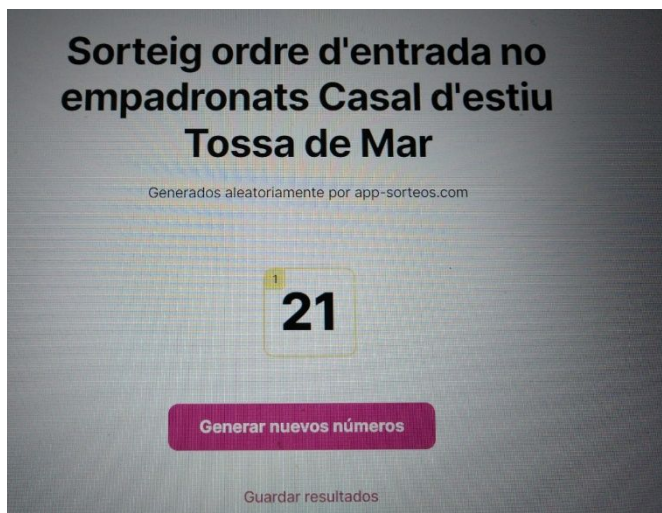 Sorteig ordre d'entrada no
empadronats Casal d'estiu
Tossa de Mar
Generados aleatoriamente por app-sorteos.com
1
21
Generar nuevos números
Guardar resultados